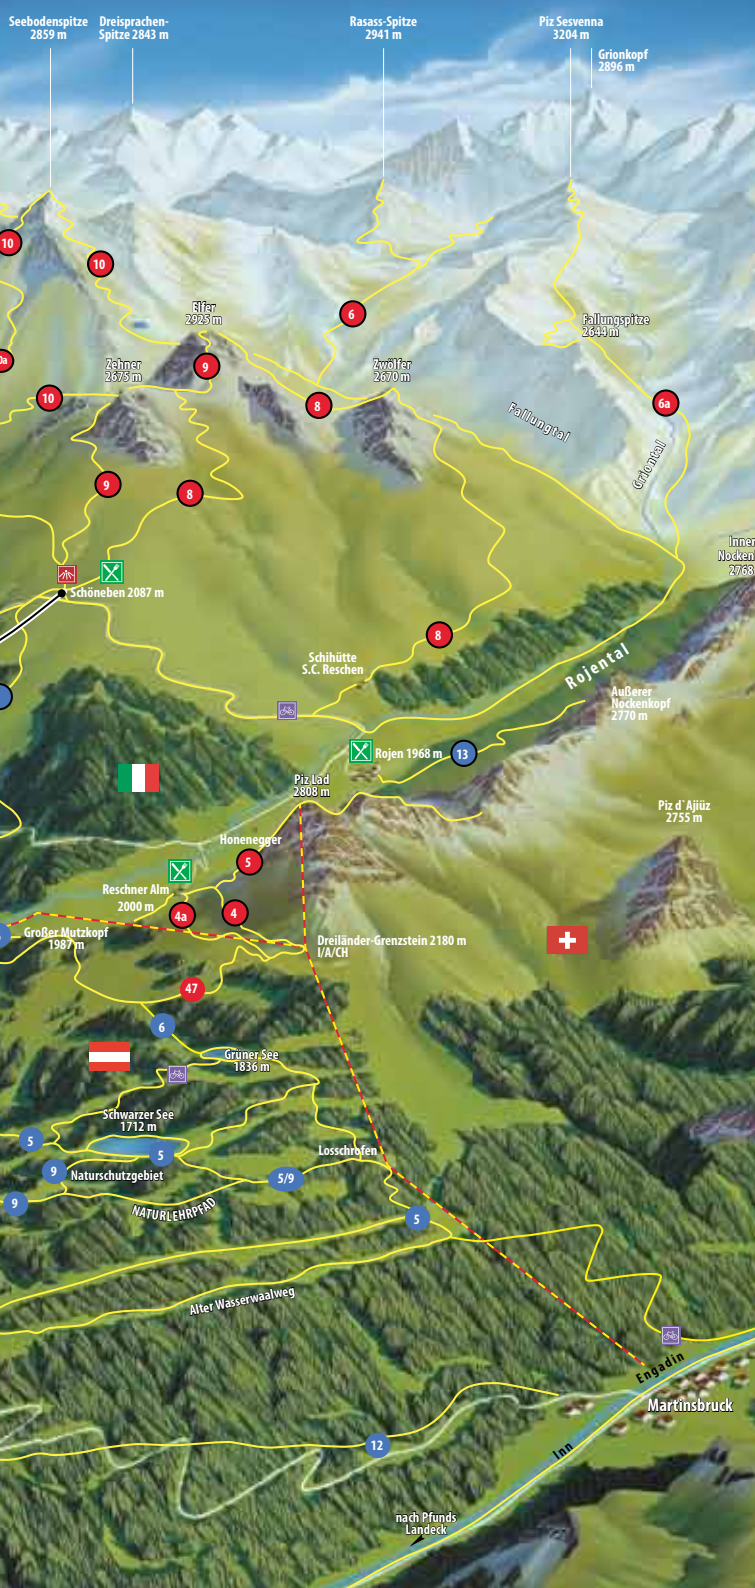 Seebodenspitze
2859 m
Dreisprachen-
Spitze 2843 m
Rasass-Spitze
2941 m
Piz Sesvenna
3204 m
Grionkopf
2896 m
10
10
6
Elfer
2925 m
Fallungspitze
2644 m
0a
Zehner
2675 m
9
Zwölfer
2670 m
10
8
6a
Fallungtal
Griontal
9
8
Inner
Nocken
2768
Schöneben 2087 m
8
Schihütte
S.C. Reschen
Rojental
Außerer
Nockenkopf
2770 m
Rojen 1968 m
13
Piz Lad
2808 m
Piz d`Ajiüz
2755 m
Honenegger
5
Reschner Alm
2000 m
4a
4
Großer Mutzkopf
1987 m
Dreiländer-Grenzstein 2180 m
I/A/CH
47
6
Grüner See
1836 m
Schwarzer See
1712 m
5
5
Losschrofen
9
Naturschutzgebiet
5/9
9
NATURLEHRPFAD
5
Alter Wasserwaalweg
Engadin
Martinsbruck
12
Inn
nach Pfunds
Landeck